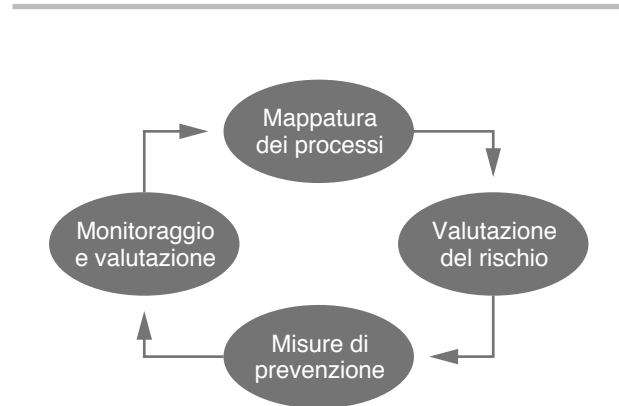 Mappatura
dei processi
Valutazione
del rischio
Misure di
prevenzione
Monitoraggio
e valutazione